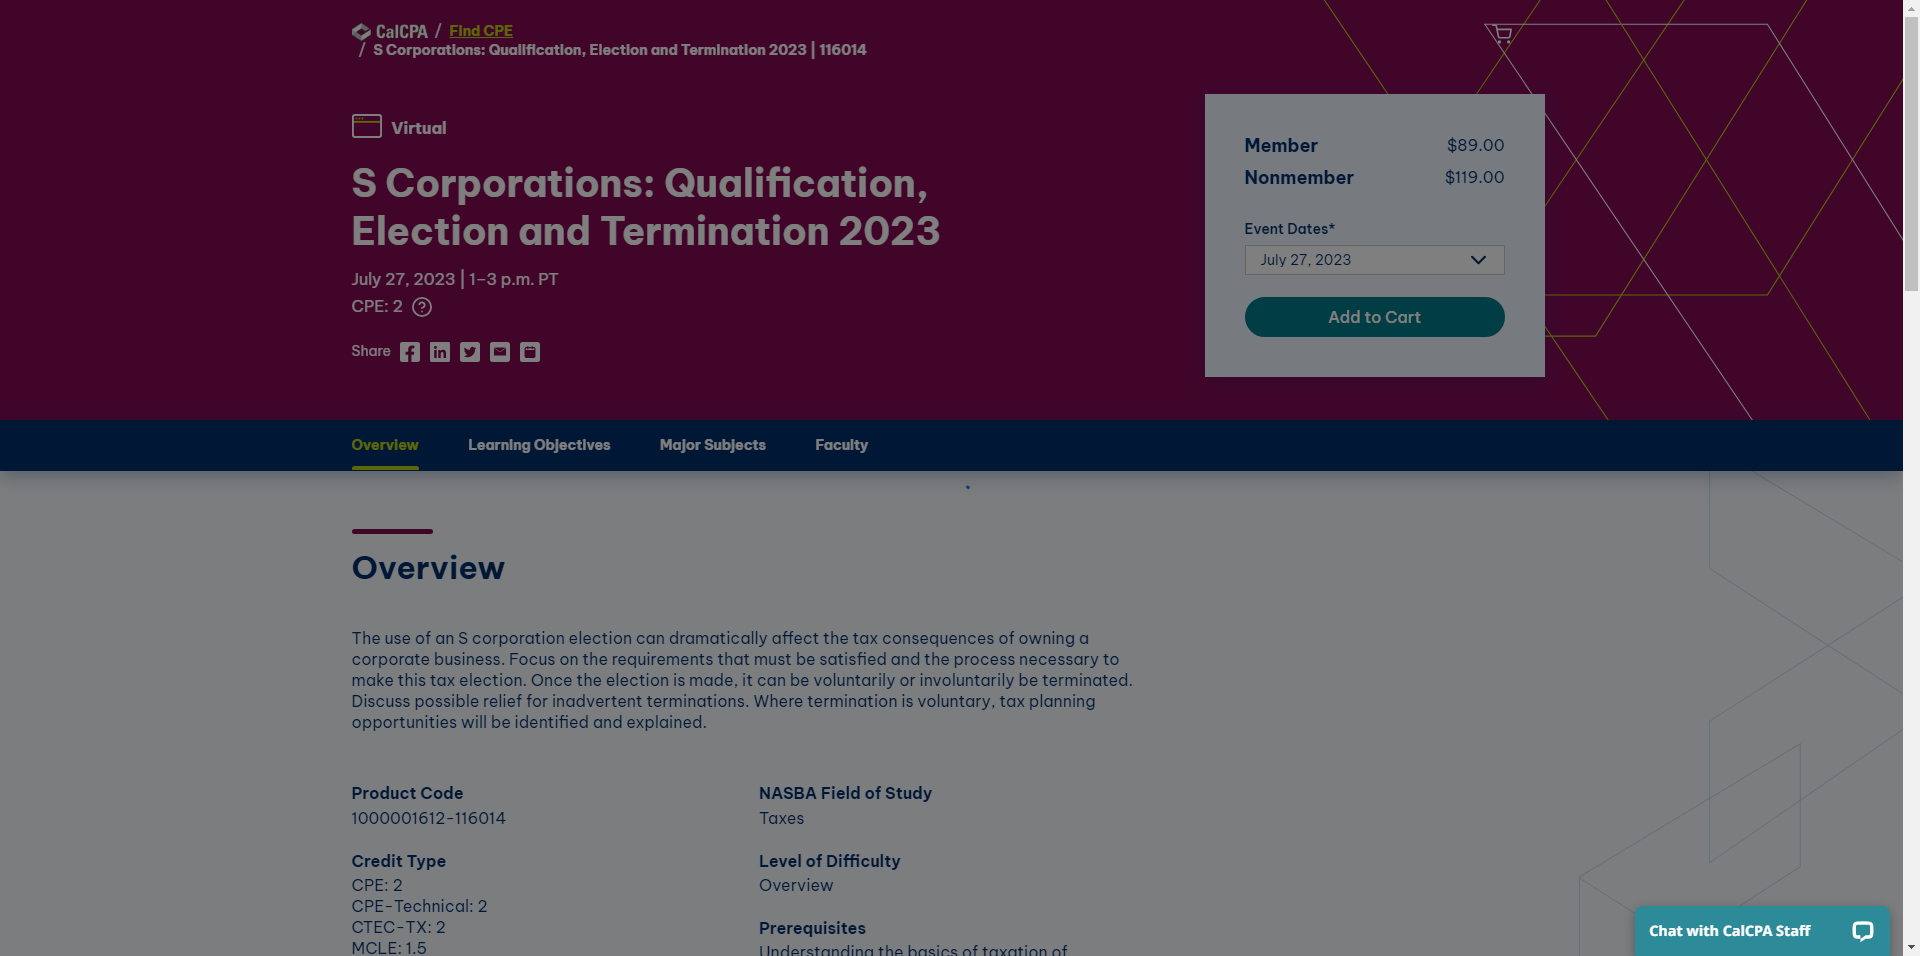 CalCPA / Find CPE
/ S Corporations: Qualification, Election and Termination 2023 | 116014
Virtual
S Corporations: Qualification,
Election and Termination 2023
July 27, 2023 | 1–3 p.m. PT
CPE: 2 ?
Share
Member $89.00
Nonmember $119.00
Event Dates*
July 27, 2023
Add to Cart
Overview Learning Objectives Major Subjects Faculty
Overview
The use of an S corporation election can dramatically affect the tax consequences of owning a
corporate business. Focus on the requirements that must be satisfied and the process necessary to
make this tax election. Once the election is made, it can be voluntarily or involuntarily be terminated.
Discuss possible relief for inadvertent terminations. Where termination is voluntary, tax planning
opportunities will be identified and explained.
Product Code
1000001612-116014
Credit Type
CPE: 2
CPE-Technical: 2
CTEC-TX: 2
MCLE: 1.5
NASBA Field of Study
Taxes
Level of Difficulty
Overview
Prerequisites
Understanding the basics of taxation of
Chat with CalCPA Staff